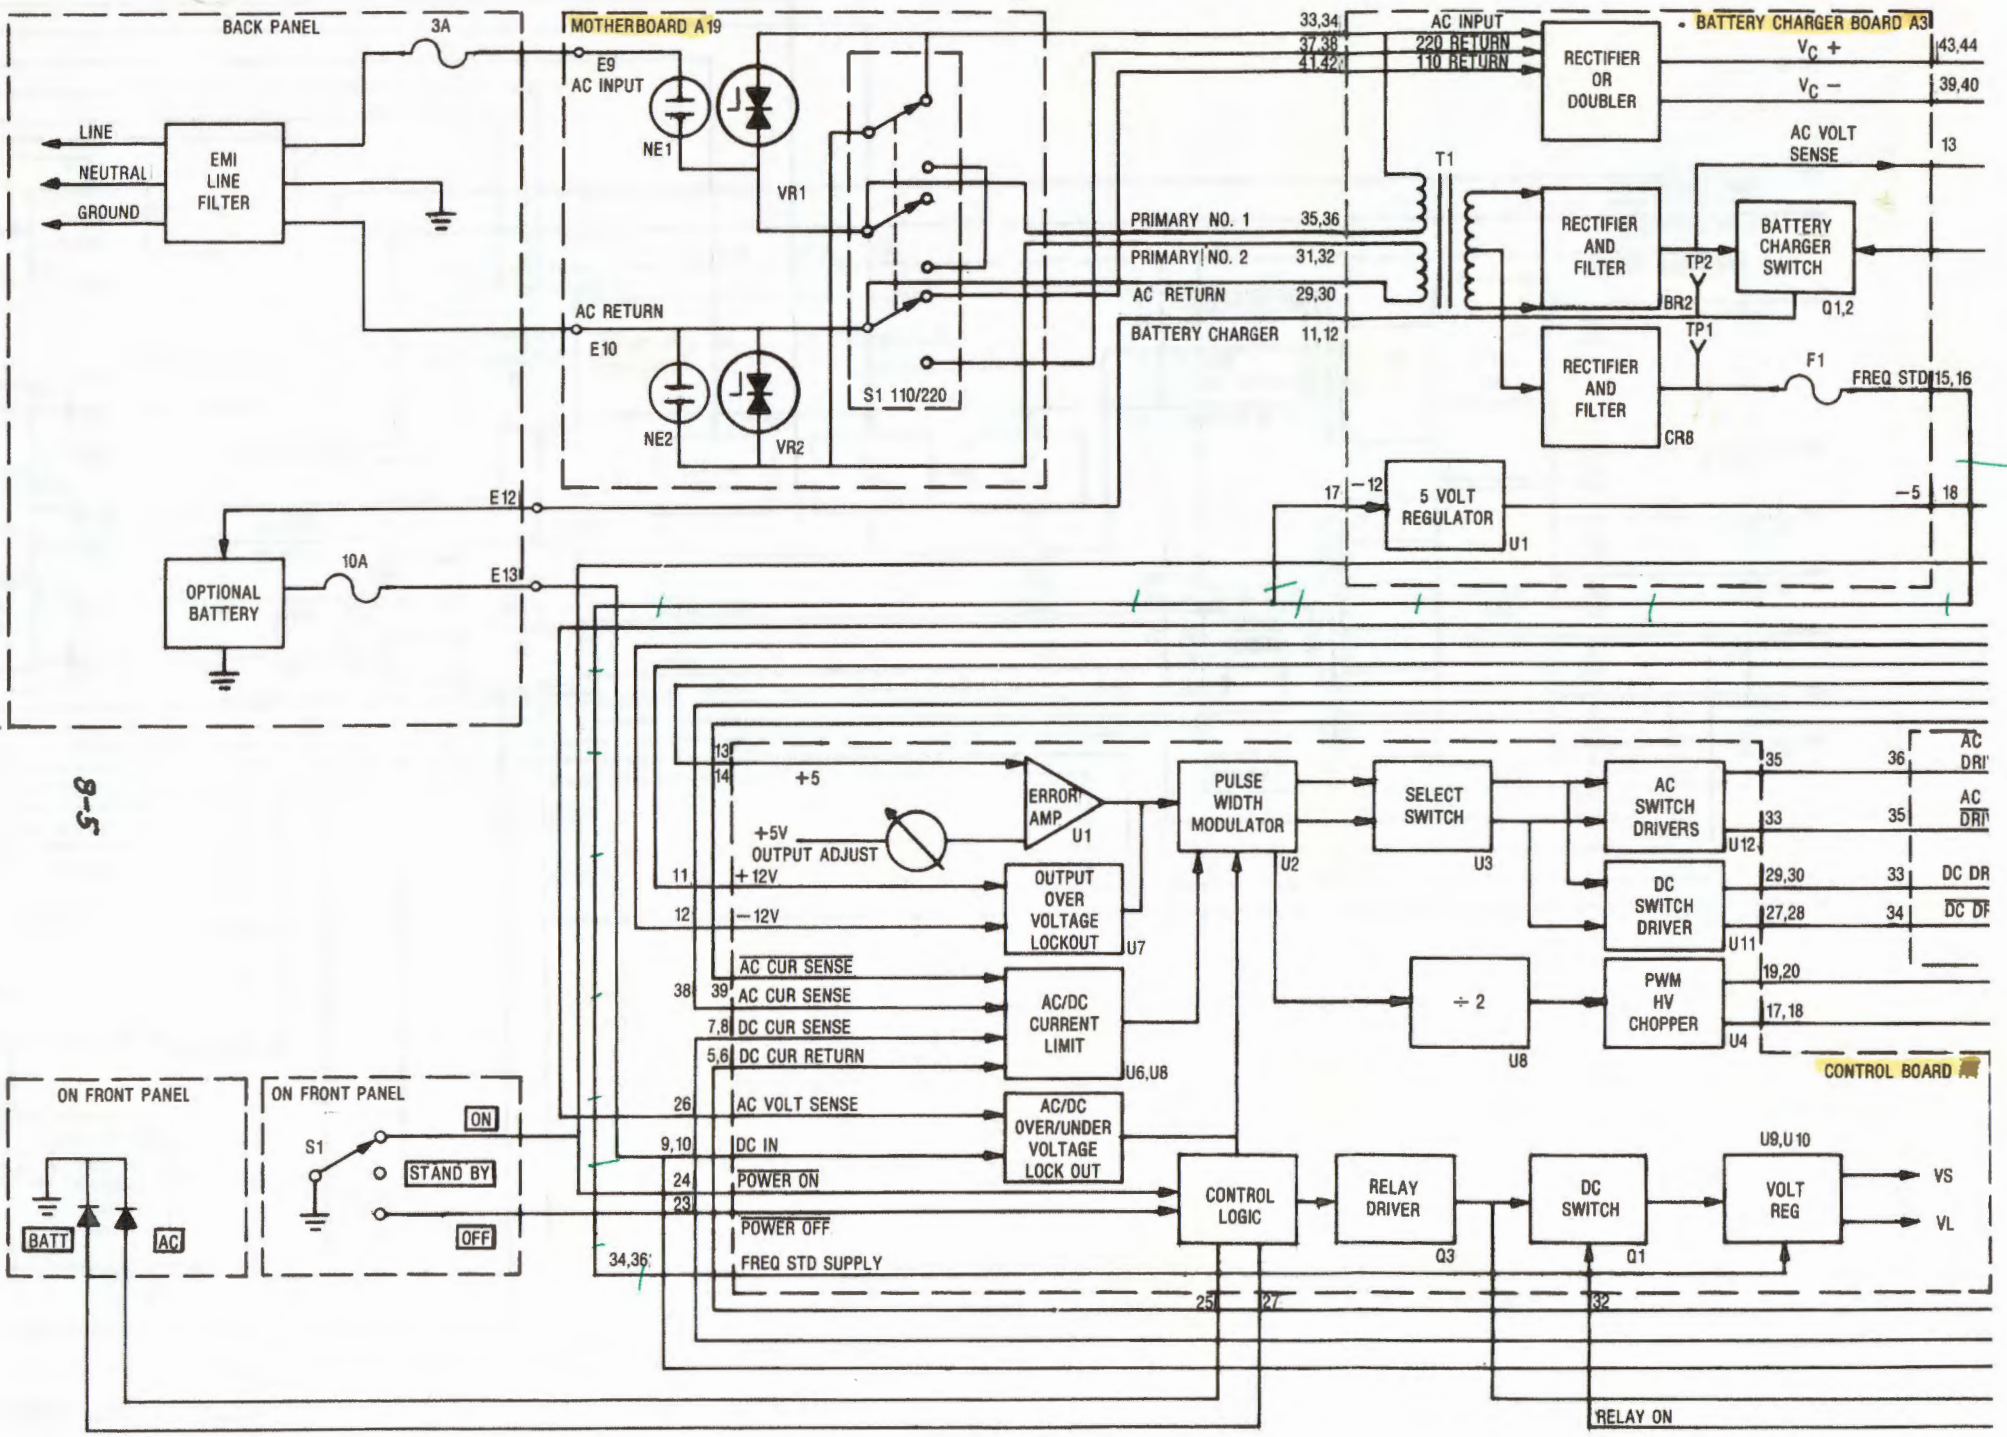 BACK PANEL
3A
LINE
NEUTRAL
GROUND
EMI
LINE
FILTER
E12
10A
E13
OPTIONAL
BATTERY
MOTHERBOARD A19
E9
AC INPUT
NE1
VR1
AC RETURN
E10
NE2
VR2
S1 110/220
33,34
AC INPUT
37,38
220 RETURN
41,42
110 RETURN
PRIMARY NO. 1
35,36
PRIMARY NO. 2
31,32
AC RETURN
29,30
BATTERY CHARGER
11,12
BATTERY CHARGER BOARD A3
RECTIFIER
OR
DOUBLER
VC +
43,44
VC −
39,40
AC VOLT
SENSE
13
T1
RECTIFIER
AND
FILTER
BR2
TP2
BATTERY
CHARGER
SWITCH
Q1,2
TP1
RECTIFIER
AND
FILTER
CR8
F1
FREQ STD
15,16
17
−12
5 VOLT
REGULATOR
U1
−5
18
8-5
13
14
+5
+5V
OUTPUT ADJUST
ERROR
AMP
U1
PULSE
WIDTH
MODULATOR
U2
SELECT
SWITCH
U3
AC
SWITCH
DRIVERS
U12
35
33
36
35
AC
DRI
AC
DRI
11
+12V
12
−12V
OUTPUT
OVER
VOLTAGE
LOCKOUT
U7
DC
SWITCH
DRIVER
U11
29,30
33
DC DR
27,28
34
DC DR
AC CUR SENSE
38
39
AC CUR SENSE
7,8
DC CUR SENSE
5,6
DC CUR RETURN
AC/DC
CURRENT
LIMIT
U6,U8
÷ 2
U8
PWM
HV
CHOPPER
U4
19,20
17,18
CONTROL BOARD
26
AC VOLT SENSE
9,10
DC IN
AC/DC
OVER/UNDER
VOLTAGE
LOCK OUT
24
POWER ON
23
POWER OFF
34,36
FREQ STD SUPPLY
CONTROL
LOGIC
RELAY
DRIVER
Q3
DC
SWITCH
Q1
U9,U10
VOLT
REG
VS
VL
25
27
32
RELAY ON
ON FRONT PANEL
BATT
AC
ON FRONT PANEL
S1
ON
STAND BY
OFF